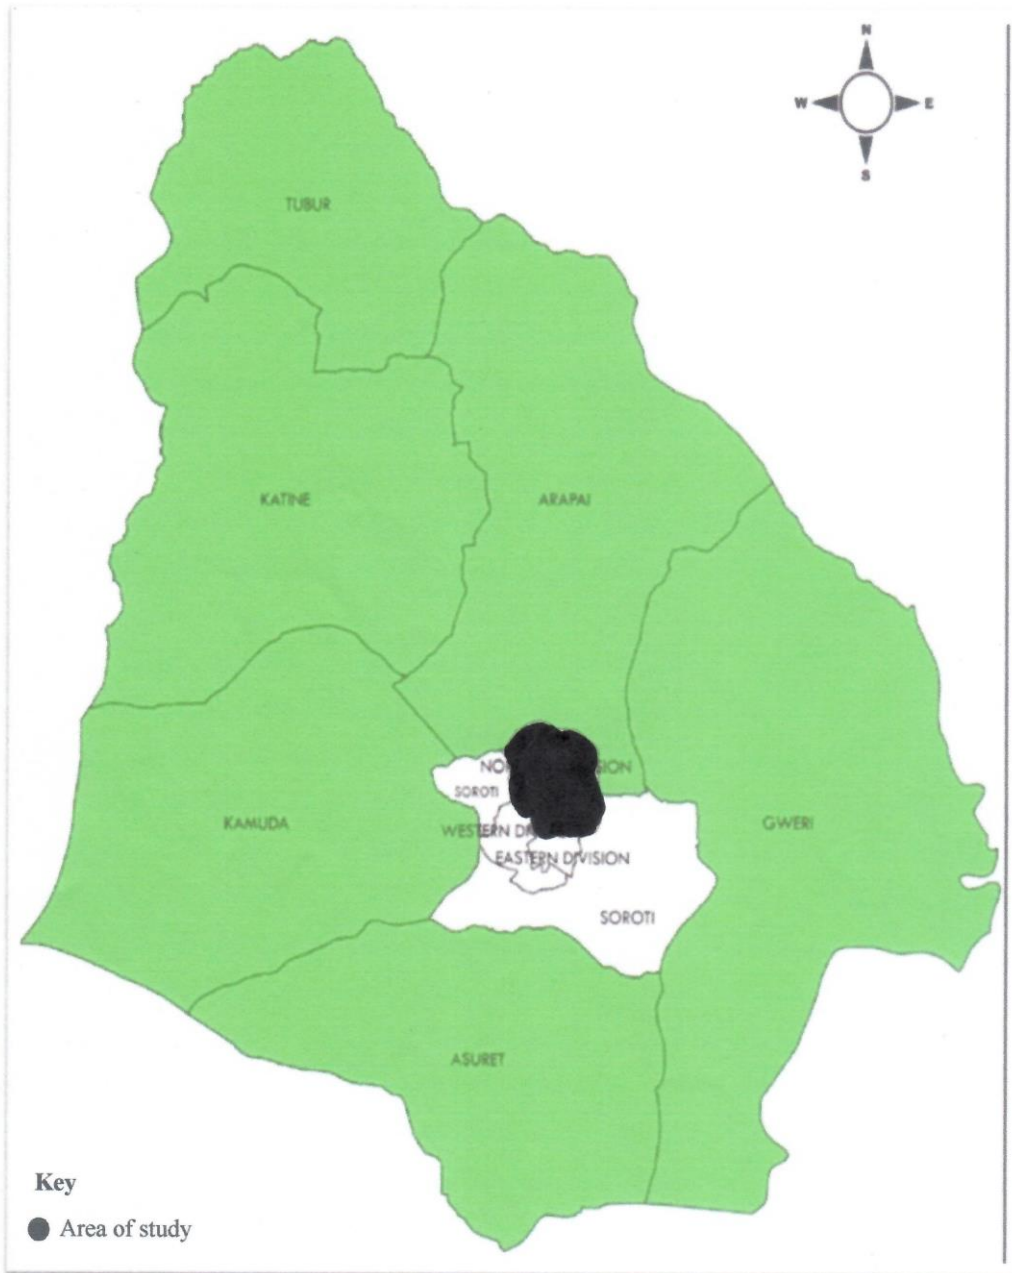 N
W E
S
TUBUR
KATINE
ARAPAI
SOROTI
KAMUDA
GWERI
EASTERN DIVISION
SOROTI
ASURET
Key
Area of study